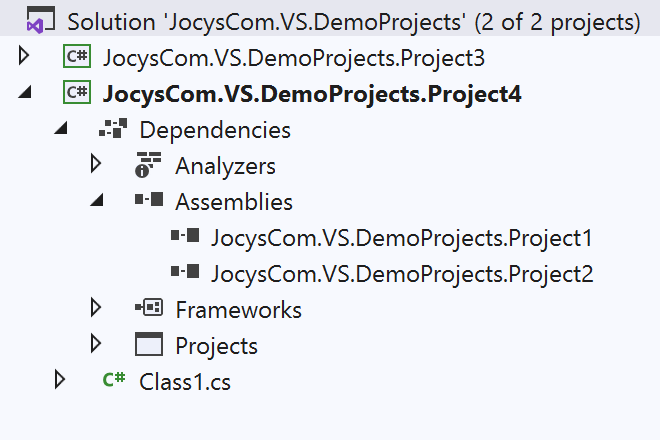 Solution 'JocysCom.VS.DemoProjects' (2 of 2 projects)
C# JocysCom.VS.DemoProjects.Project3
C# JocysCom.VS.DemoProjects.Project4
Dependencies
Analyzers
Assemblies
JocysCom.VS.DemoProjects.Project1
JocysCom.VS.DemoProjects.Project2
Frameworks
Projects
C# Class1.cs